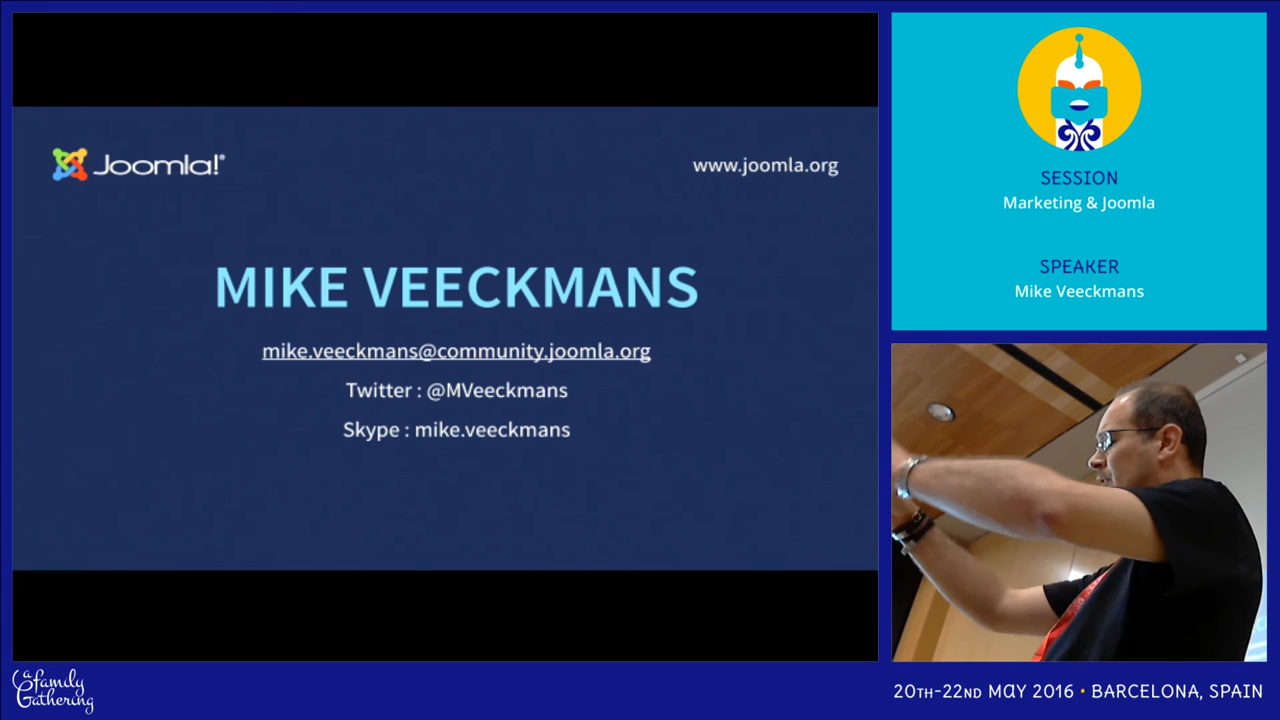 Joomla!®
www.joomla.org
MIKE VEECKMANS
mike.veeckmans@community.joomla.org
Twitter : @MVeeckmans
Skype : mike.veeckmans
SESSION
Marketing & Joomla
SPEAKER
Mike Veeckmans
a family
Gathering
20TH-22ND MAY 2016 • BARCELONA, SPAIN